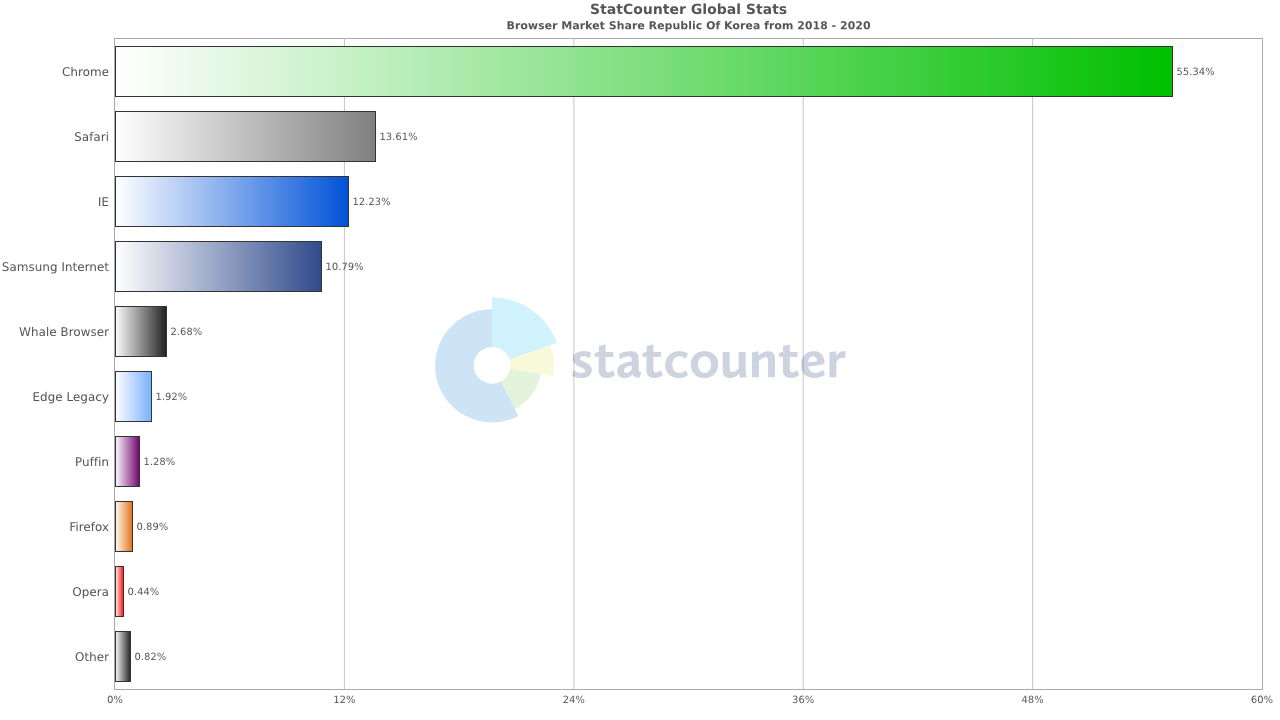 StatCounter Global Stats
Browser Market Share Republic Of Korea from 2018 - 2020
Chrome 55.34%
Safari 13.61%
IE 12.23%
Samsung Internet 10.79%
Whale Browser 2.68%
statcounter
Edge Legacy 1.92%
Puffin 1.28%
Firefox 0.89%
Opera 0.44%
Other 0.82%
0% 12% 24% 36% 48% 60%